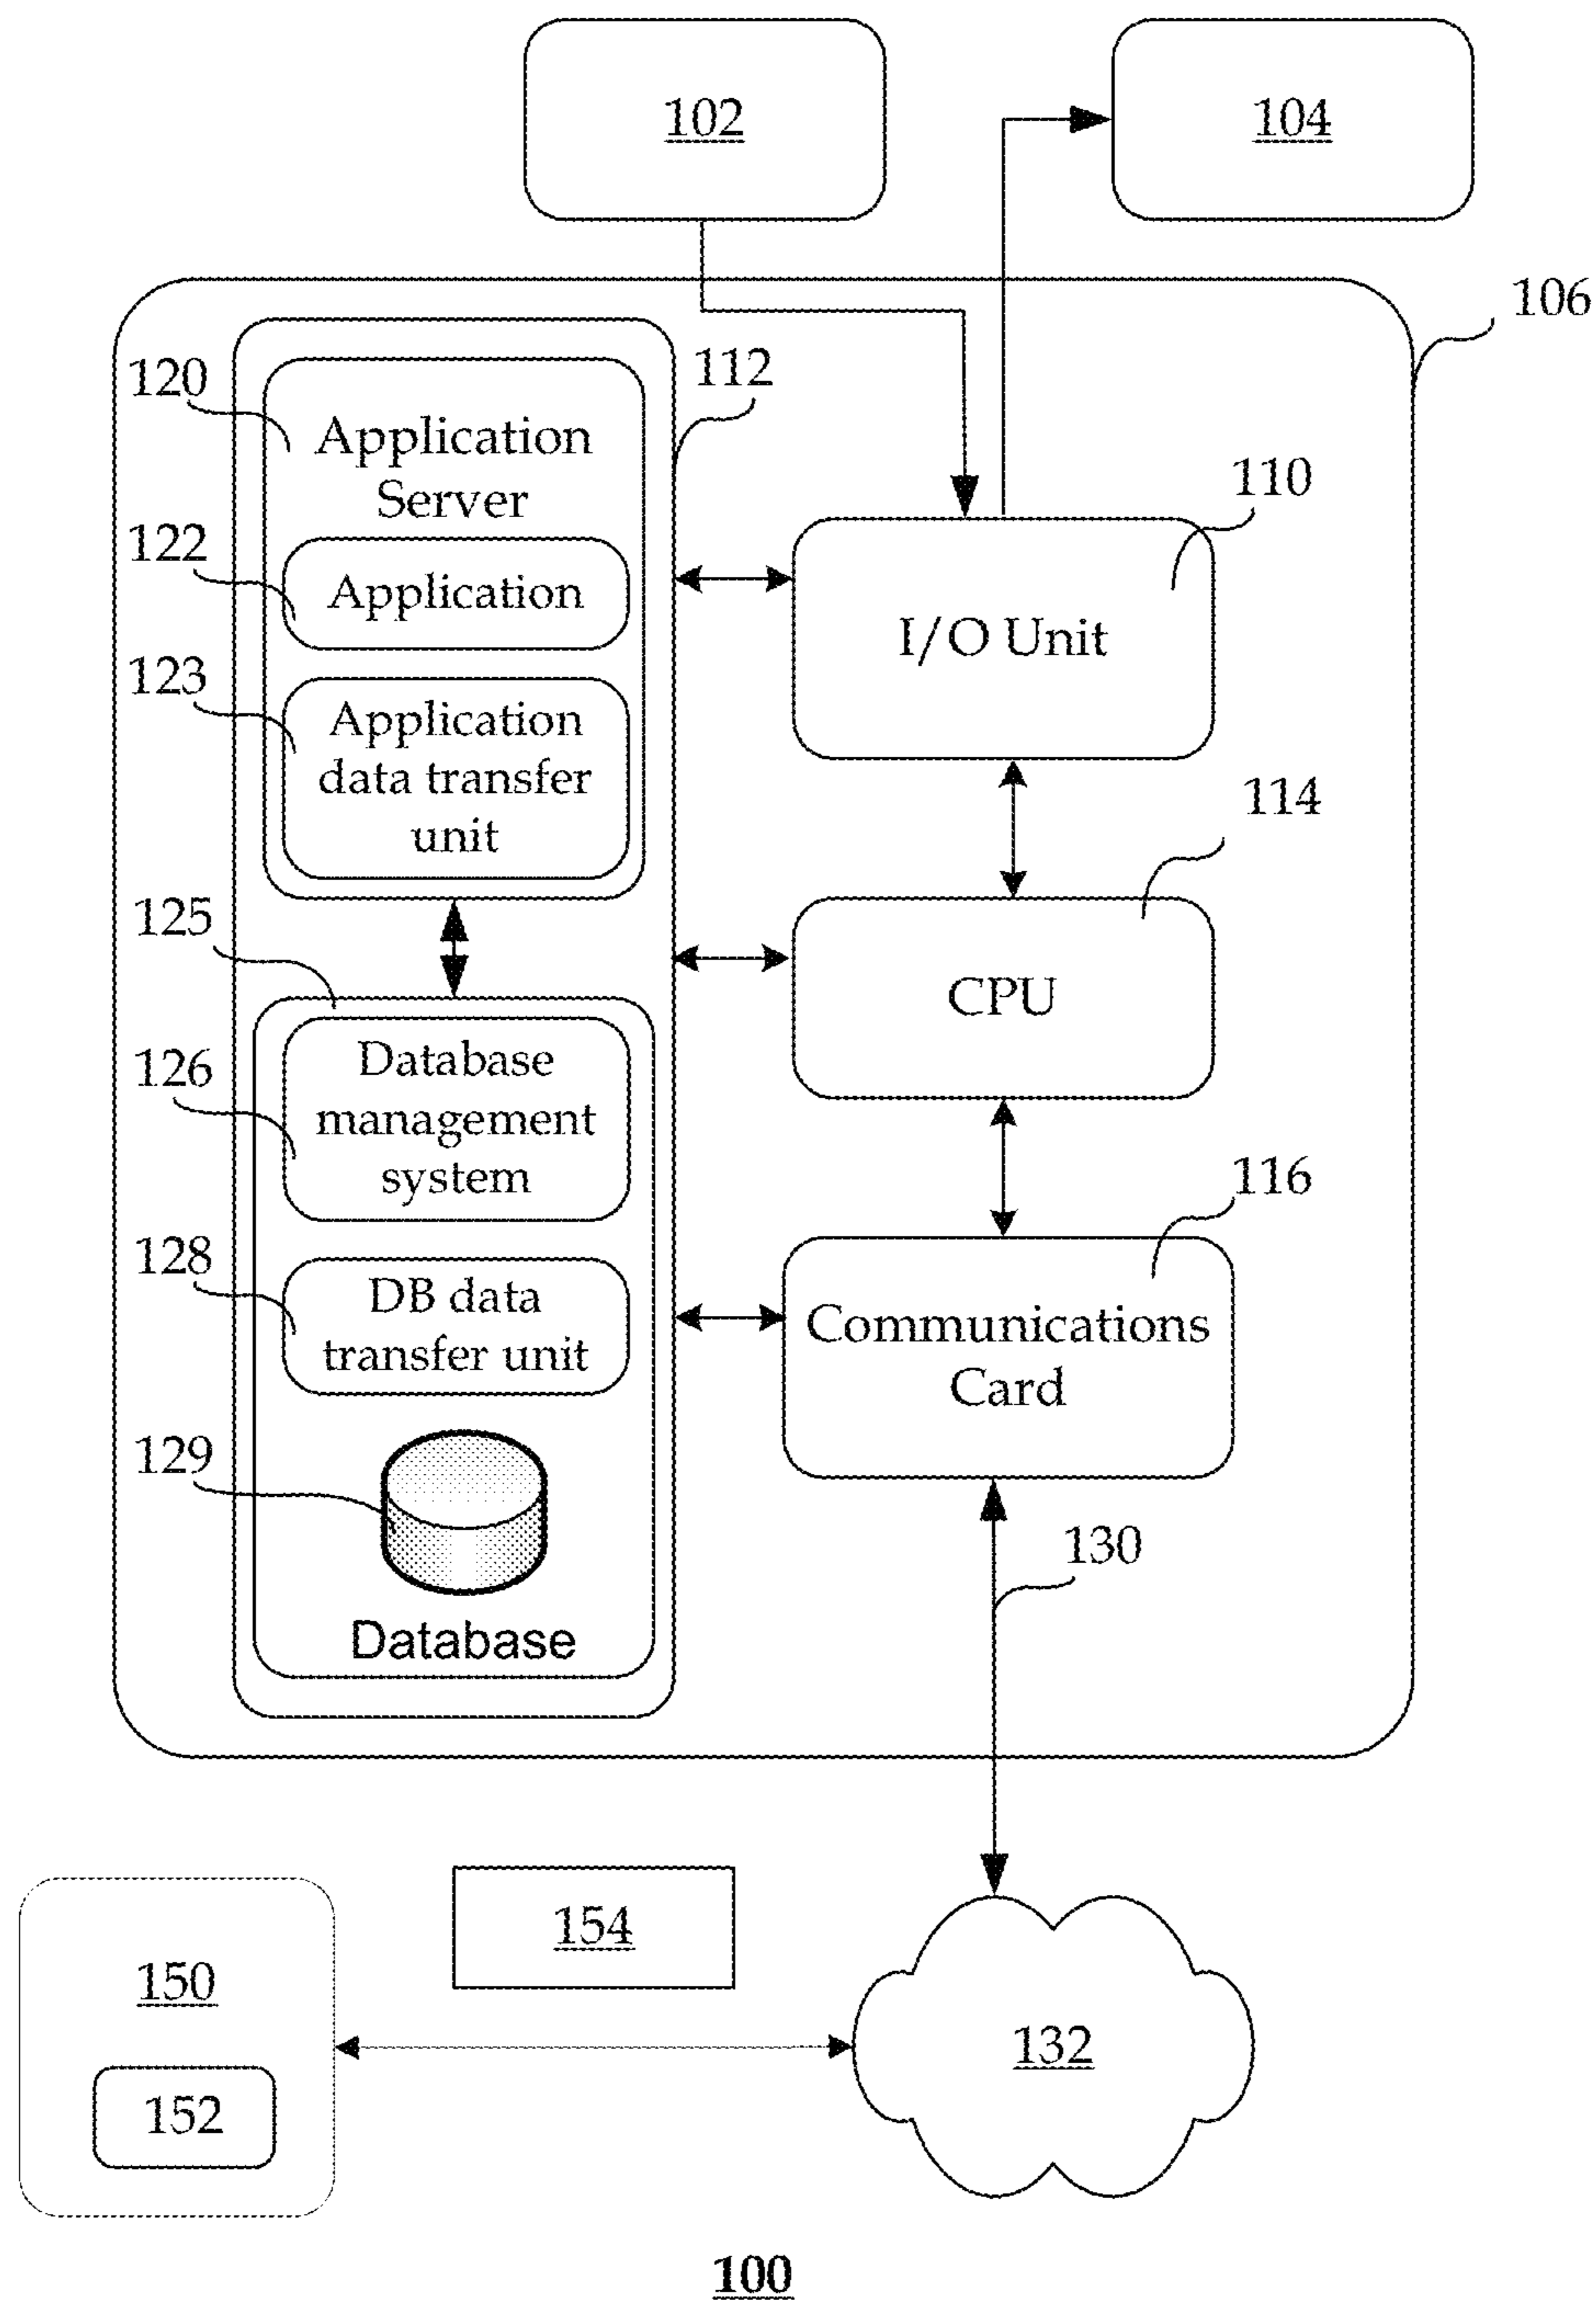 102
104
106
120
112
Application
Server
110
122
Application
I/O Unit
123
Application
data transfer
unit
114
125
CPU
126
Database
management
system
116
128
DB data
transfer unit
Communications
Card
129
130
Database
154
150
132
152
100